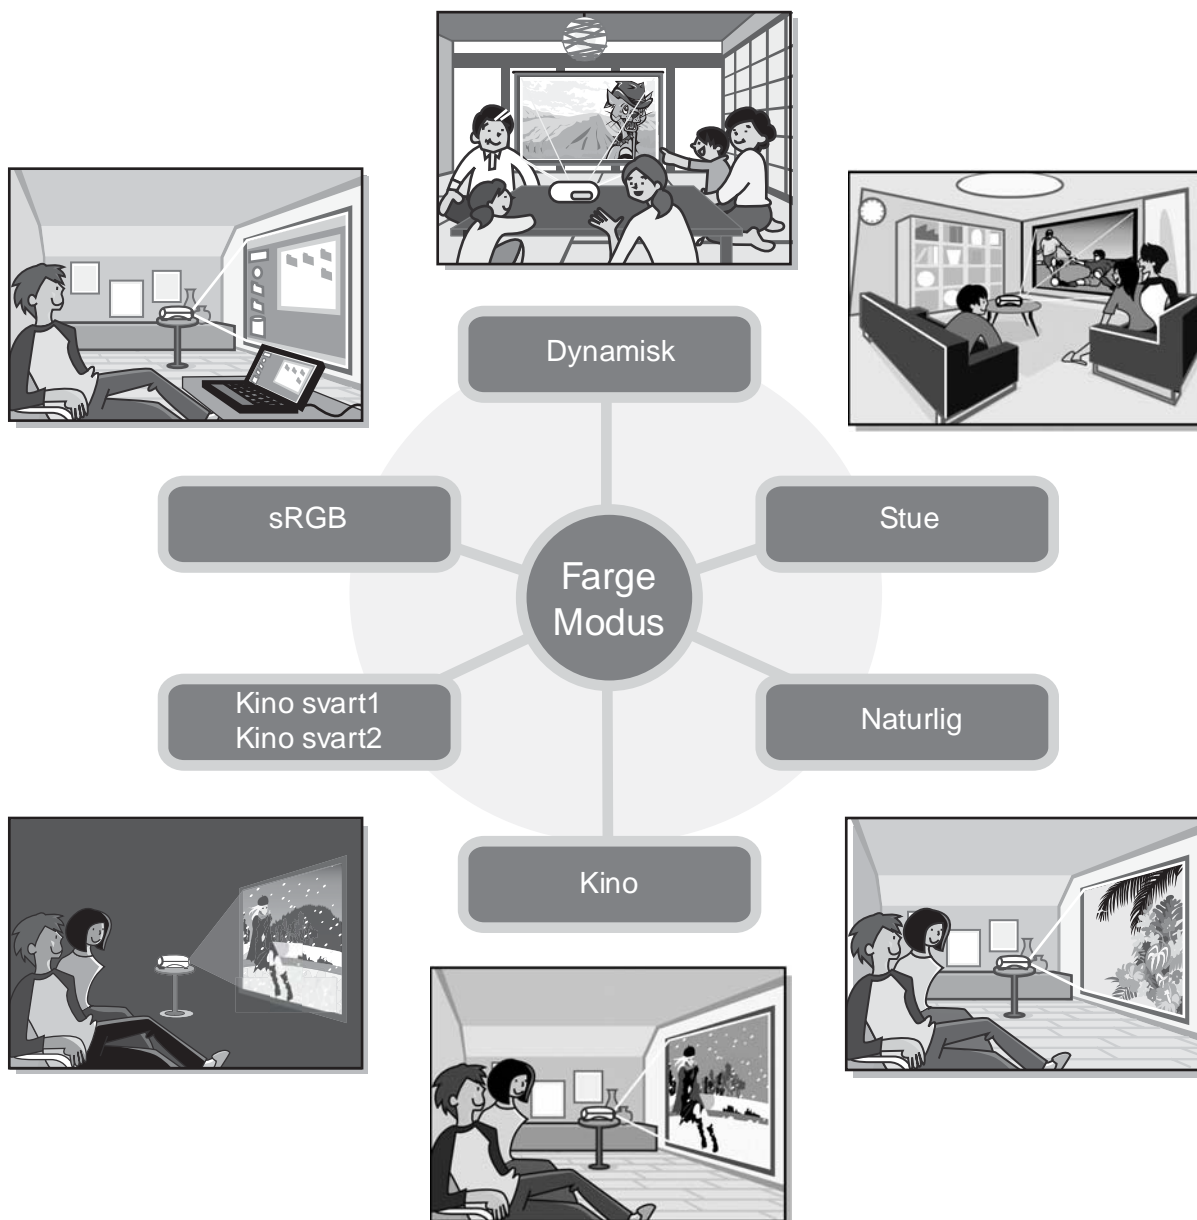 Dynamisk
sRGB
Stue
Farge
Modus
Kino svart1
Kino svart2
Naturlig
Kino